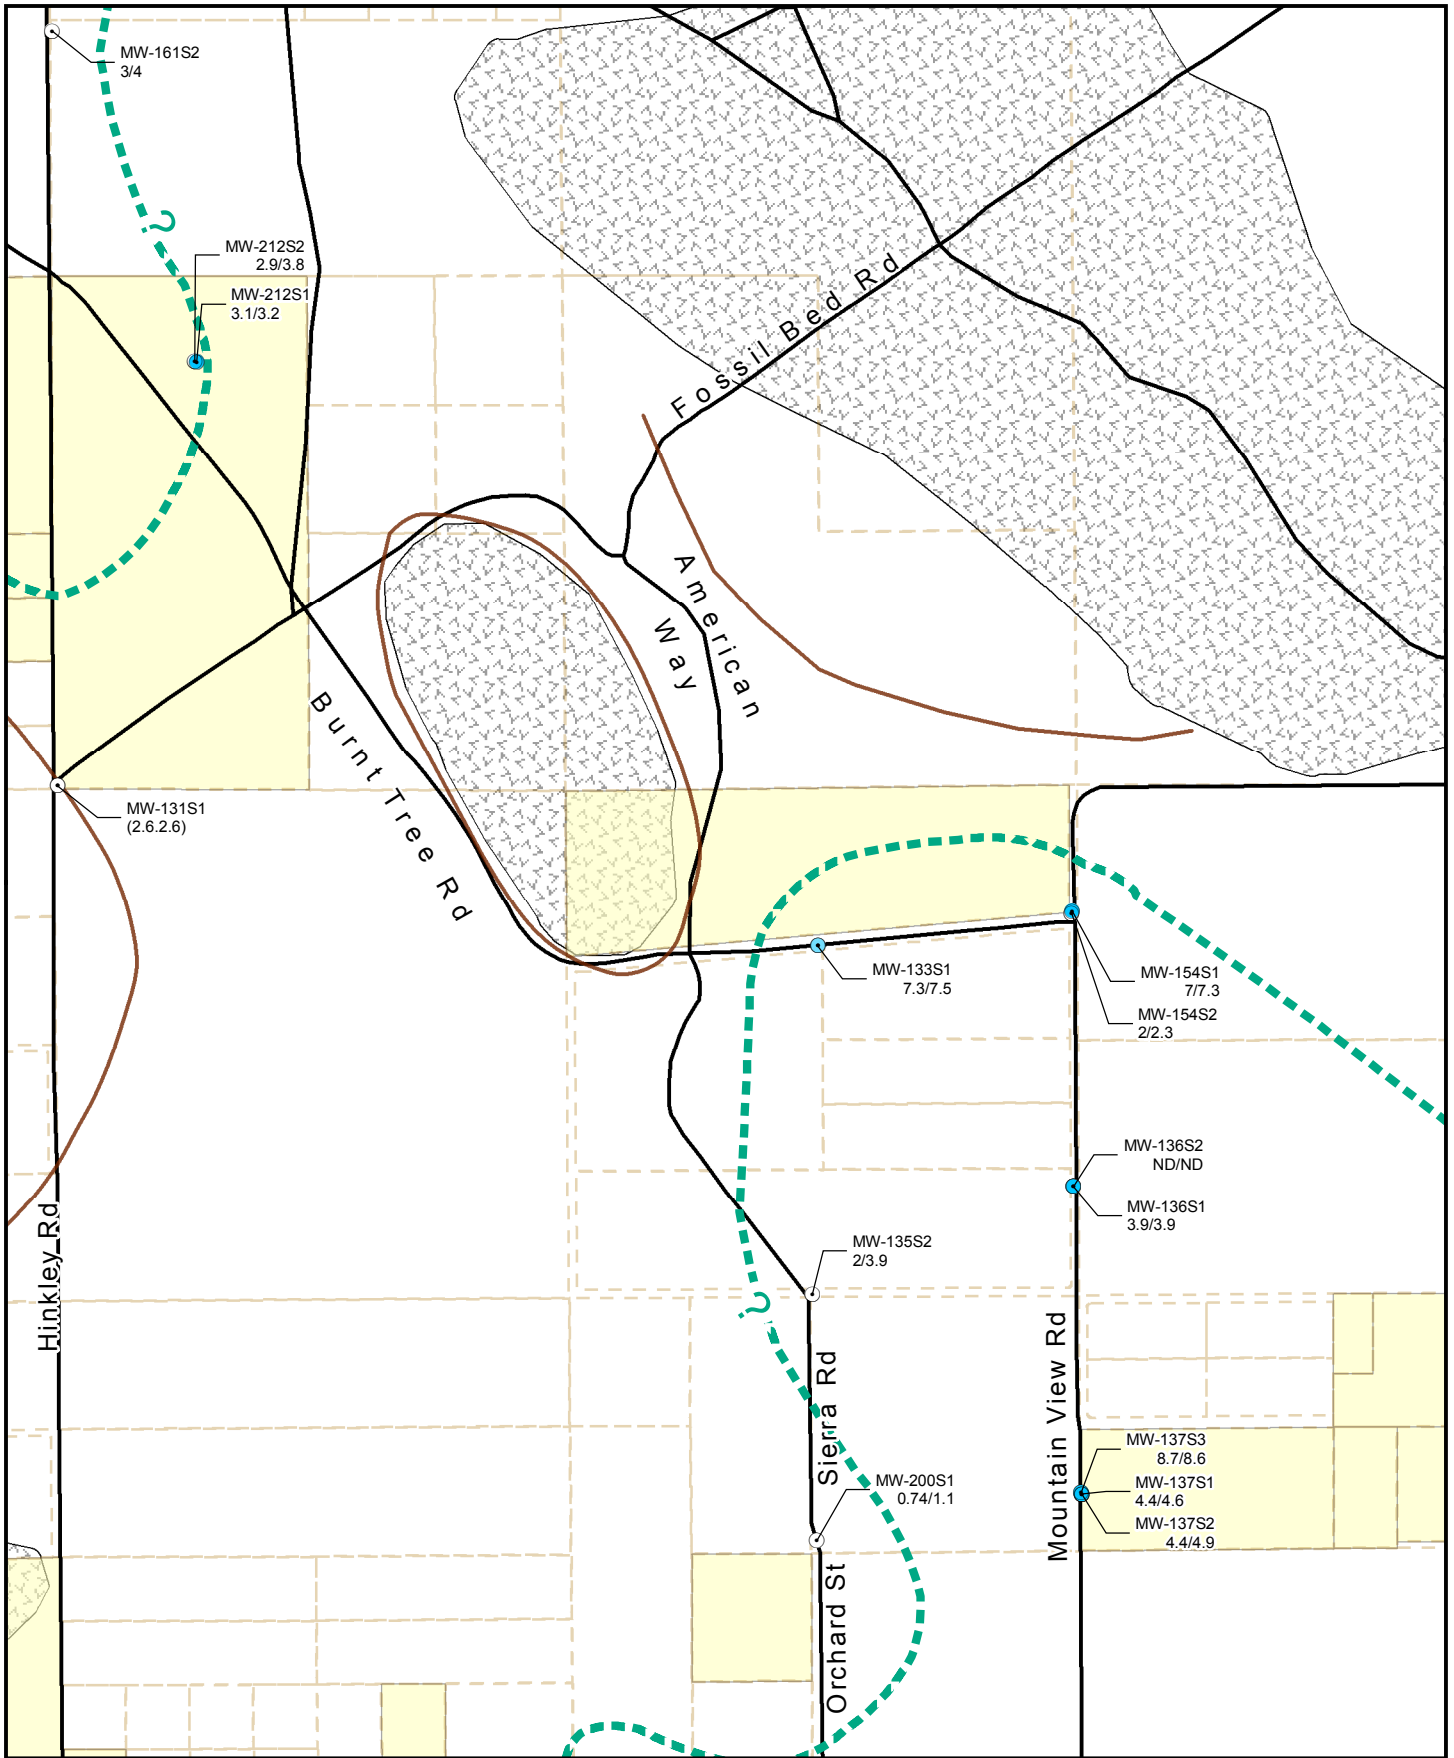 MW-161S2
3/4
?
MW-212S2
2.9/3.8
MW-212S1
3.1/3.2
Fossil Bed Rd
American
Way
Burnt Tree Rd
MW-131S1
(2.6.2.6)
MW-133S1
7.3/7.5
MW-154S1
7/7.3
MW-154S2
2/2.3
MW-136S2
ND/ND
MW-136S1
3.9/3.9
Hinkley Rd
MW-135S2
2/3.9
?
Sierra Rd
Mountain View Rd
MW-137S3
8.7/8.6
MW-137S1
4.4/4.6
MW-137S2
4.4/4.9
MW-200S1
0.74/1.1
Orchard St